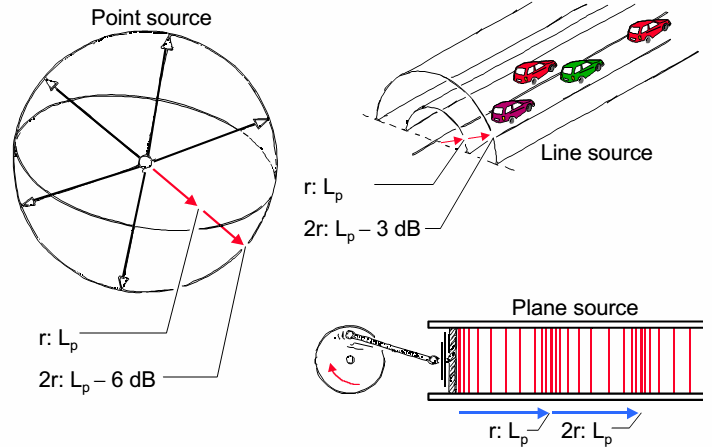 Point source
r: Lₚ
2r: Lₚ – 6 dB
Line source
r: Lₚ
2r: Lₚ – 3 dB
Plane source
r: Lₚ
2r: Lₚ